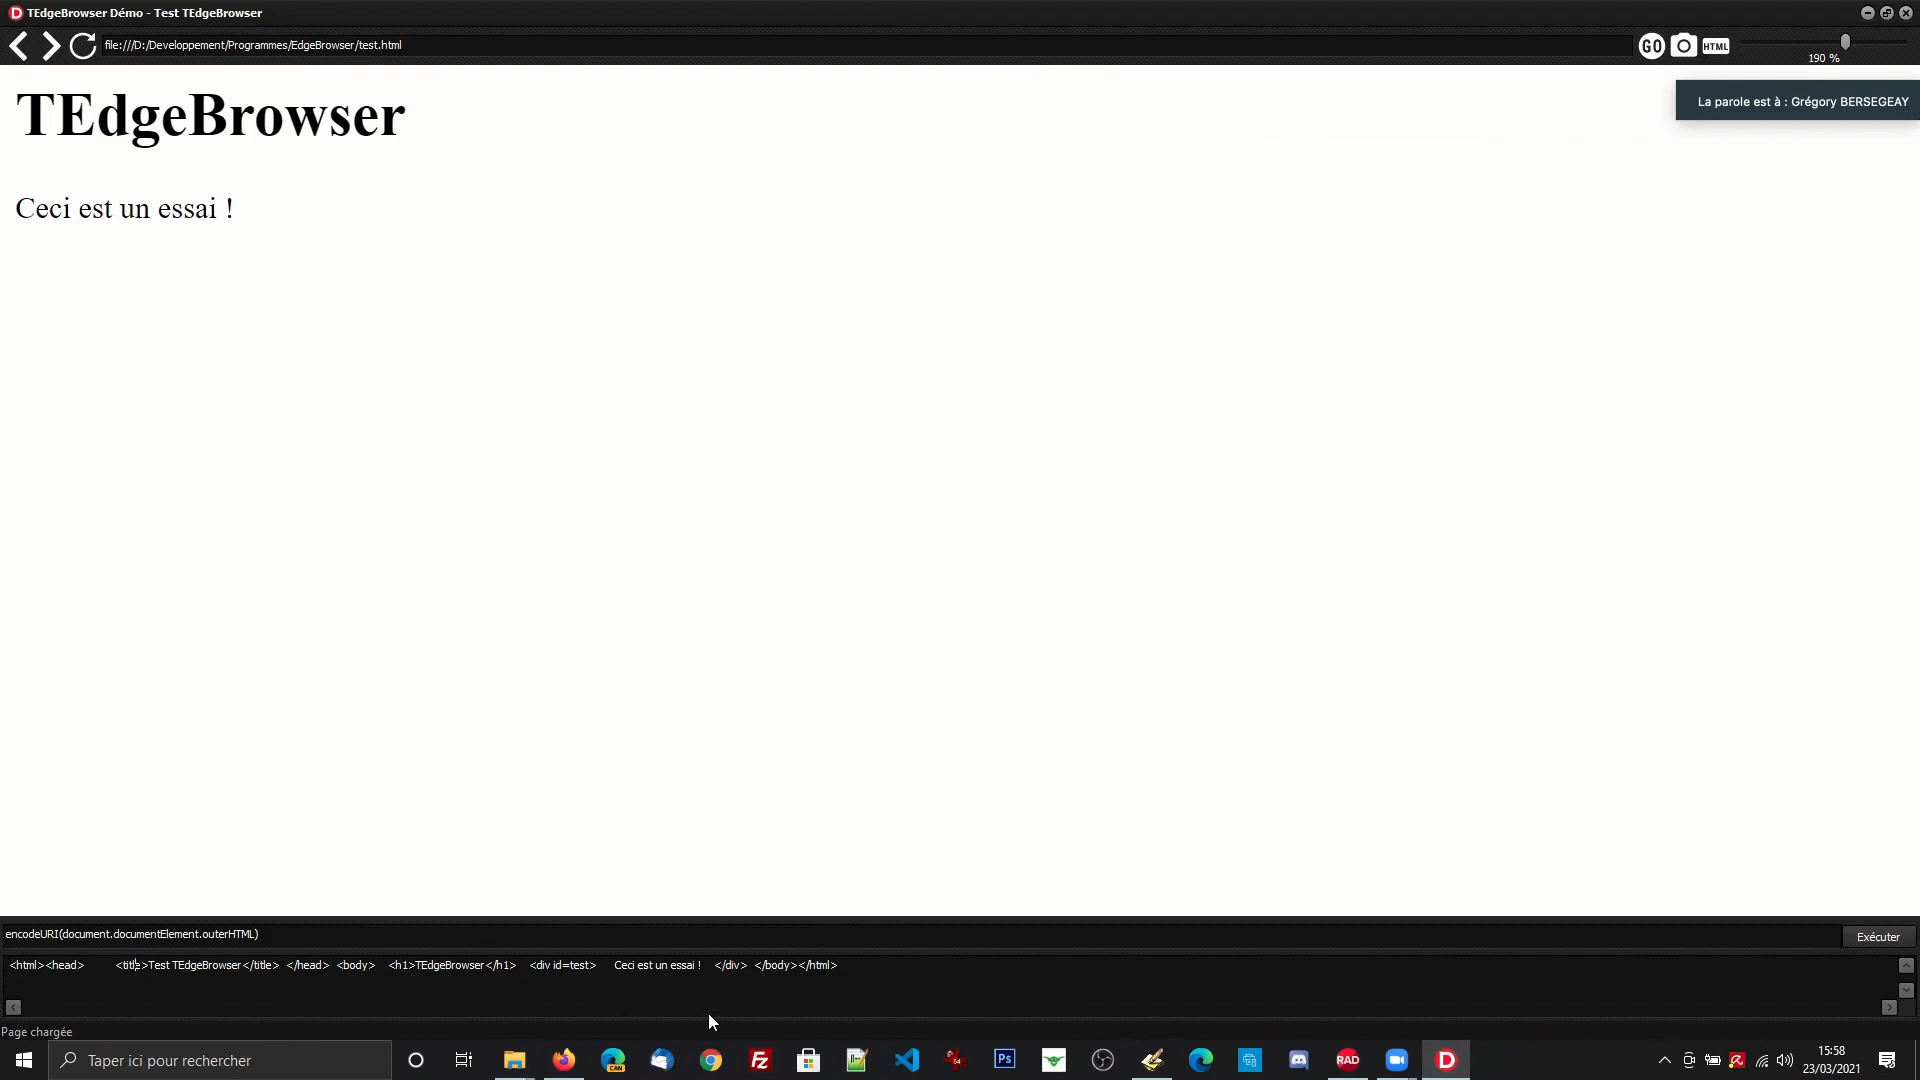 TEdgeBrowser Démo - Test TEdgeBrowser
file:///D:/Developpement/Programmes/EdgeBrowser/test.html
GO
HTML
190 %
TEdgeBrowser
La parole est à : Grégory BERSEGEAY
Ceci est un essai !
encodeURI(document.documentElement.outerHTML)
Exécuter
<html><head> <title>Test TEdgeBrowser</title> </head> <body> <h1>TEdgeBrowser</h1> <div id=test> Ceci est un essai ! </div> </body></html>
Page chargée
Taper ici pour rechercher
CAN
Fz
Ps
RAD
D
15:58
23/03/2021